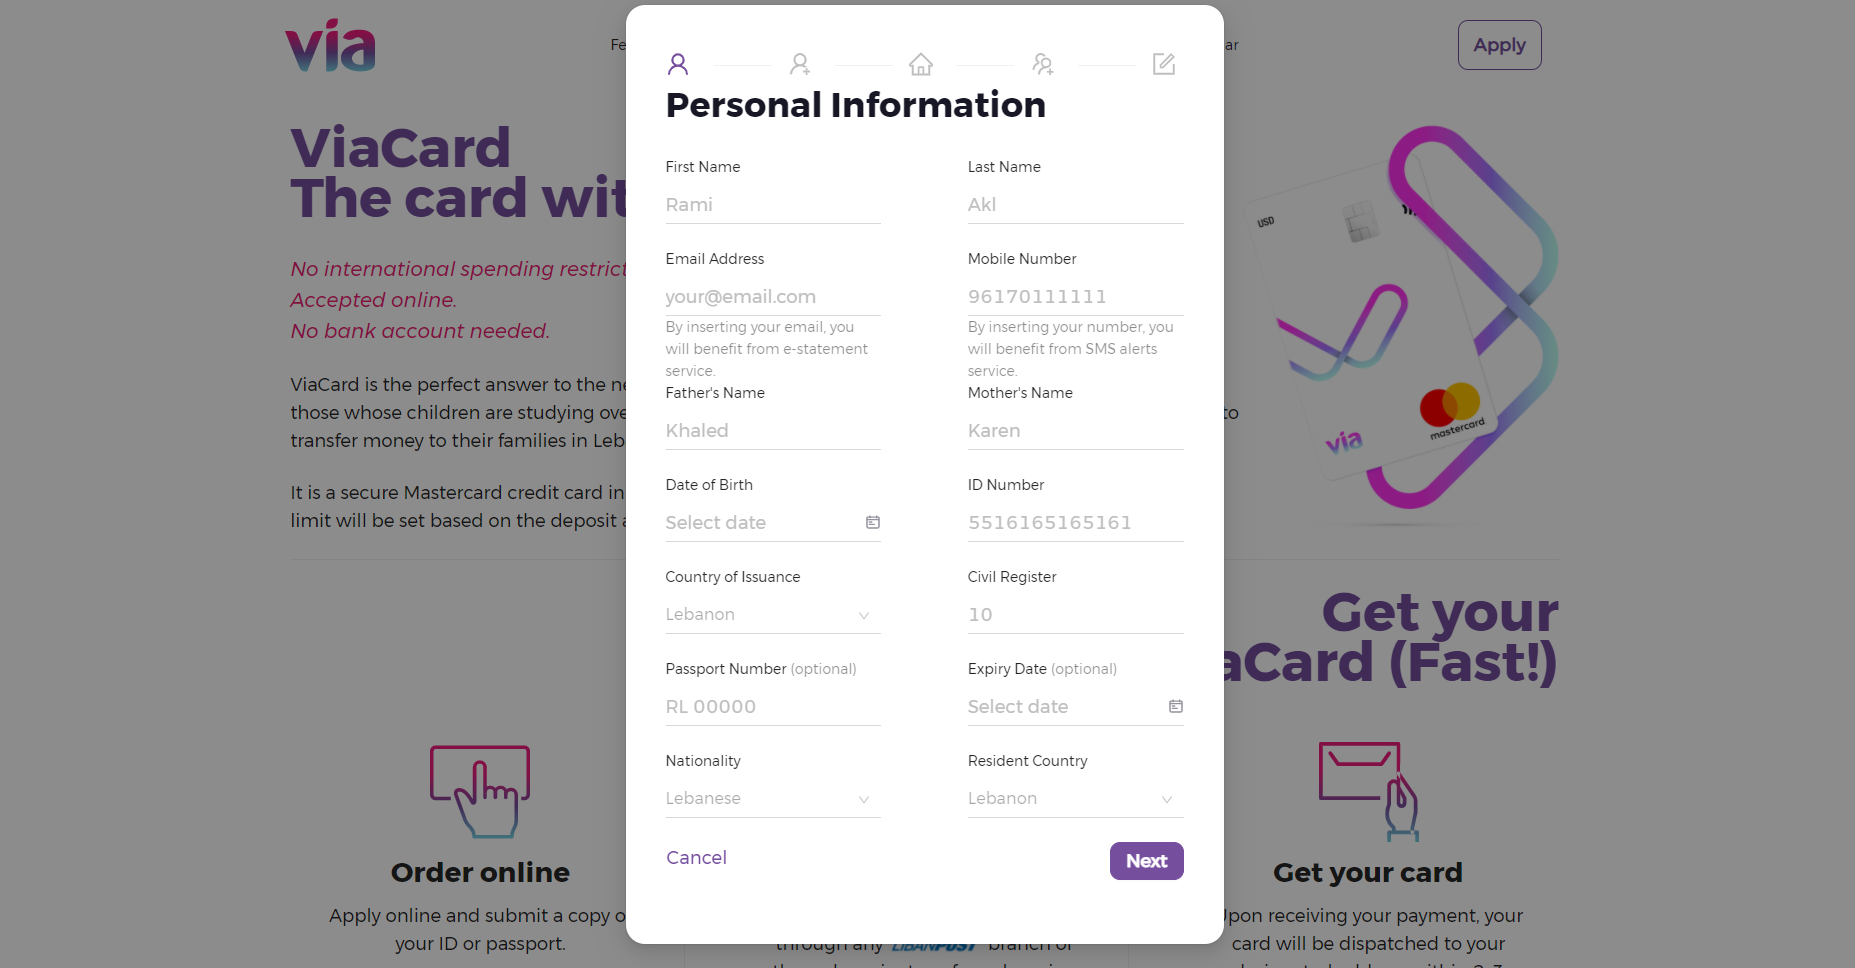 via
Apply
ViaCard
The card
No international spending
Accepted online.
No bank account needed.
ViaCard is the perfect answer to the
those whose children are studying
transfer money to their families in
It is a secure Mastercard credit card in
limit will be set based on the deposit
Personal Information
First Name
Last Name
Rami
Akl
Email Address
Mobile Number
your@email.com
96170111111
By inserting your email, you
will benefit from e-statement
service.
By inserting your number, you
will benefit from SMS alerts
service.
Father's Name
Mother's Name
Khaled
Karen
Date of Birth
ID Number
Select date
5516165165161
Country of Issuance
Civil Register
Lebanon
10
Passport Number (optional)
Expiry Date (optional)
RL 00000
Select date
Nationality
Resident Country
Lebanese
Lebanon
Cancel
Next
USD
via
mastercard
to
Get your
aCard (Fast!)
Order online
Apply online and submit a copy
your ID or passport.
through any LIBANPOST branch or
Get your card
Upon receiving your payment, your
card will be dispatched to your